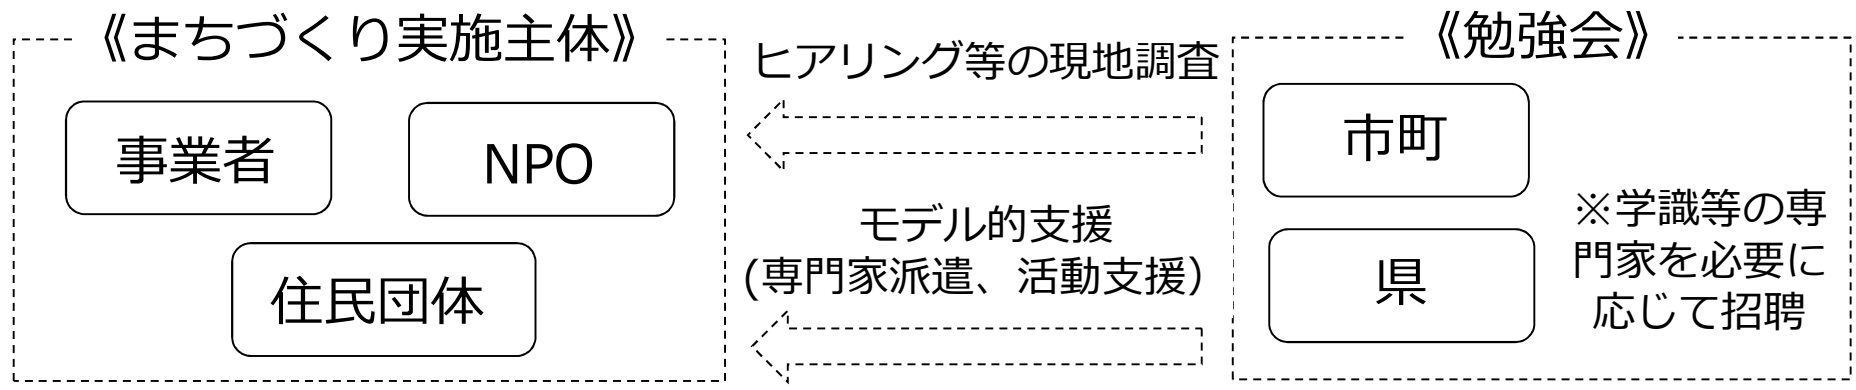 《まちづくり実施主体》
事業者
NPO
住民団体
ヒアリング等の現地調査
モデル的支援
(専門家派遣、活動支援)
《勉強会》
市町
県
※学識等の専
門家を必要に
応じて招聘